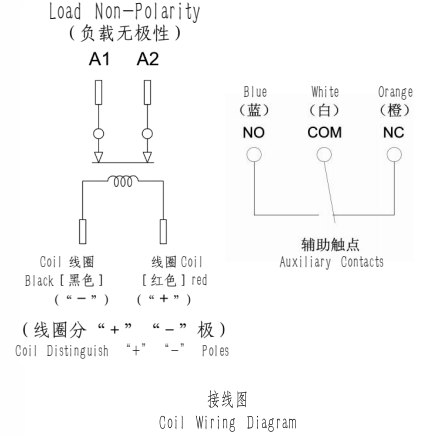 Load Non-Polarity
(负载无极性)
A1 A2
Blue White Orange
(蓝) (白) (橙)
NO COM NC
辅助触点
Auxiliary Contacts
Coil 线圈 线圈 Coil
Black [黑色] [红色] red
(“－”) (“+”)
(线圈分“+”“－”极)
Coil Distinguish “+” “－” Poles
接线图
Coil Wiring Diagram